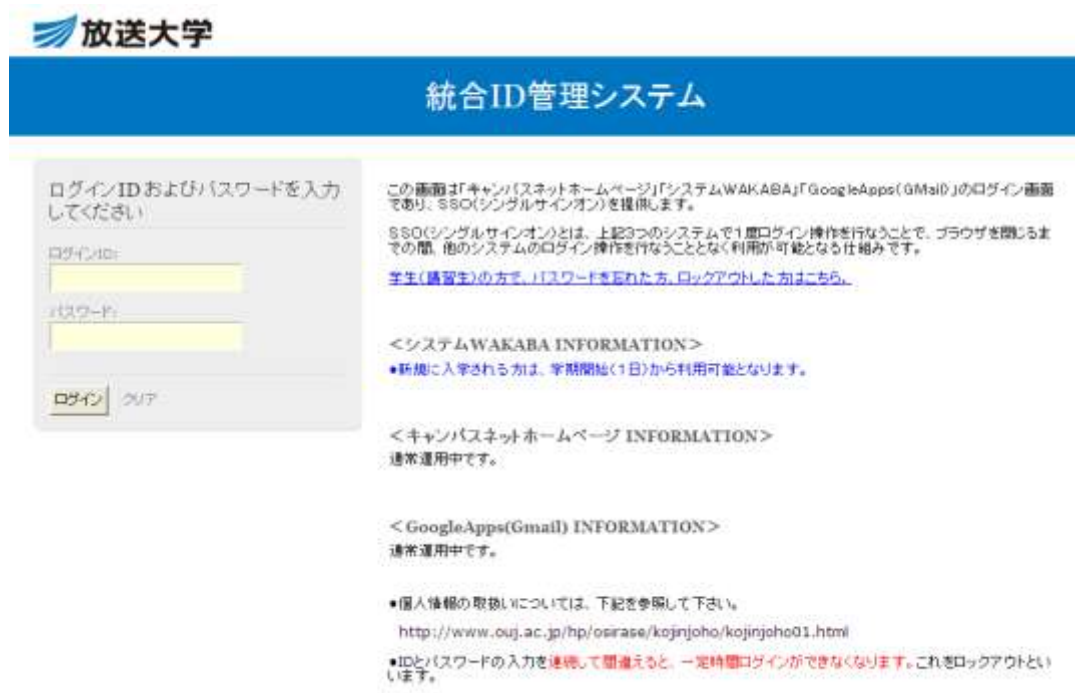 放送大学
統合ID管理システム
ログインIDおよびパスワードを入力
してください
ログインID:
パスワード:
ログイン クリア
この画面は「キャンパスネットホームページ」「システムWAKABA」「GoogleApps(GMail)」のログイン画面
であり、SSO(シングルサインオン)を提供します。
SSO(シングルサインオン)とは、上記3つのシステムで1度ログイン操作を行なうことで、ブラウザを閉じるま
での間、他のシステムのログイン操作を行なうこととなく利用が可能となる仕組みです。
学生(講習生)の方で、パスワードを忘れた方、ロックアウトした方はこちら。
＜システムWAKABA INFORMATION＞
●新規に入学される方は、学期開始(1日)から利用可能となります。
＜キャンパスネットホームページ INFORMATION＞
通常運用中です。
＜GoogleApps(Gmail) INFORMATION＞
通常運用中です。
●個人情報の取扱いについては、下記を参照して下さい。
http://www.ouj.ac.jp/hp/osirase/kojinjoho/kojinjoho01.html
●IDとパスワードの入力を連続して間違えると、一定時間ログインができなくなります。これをロックアウトとい
います。